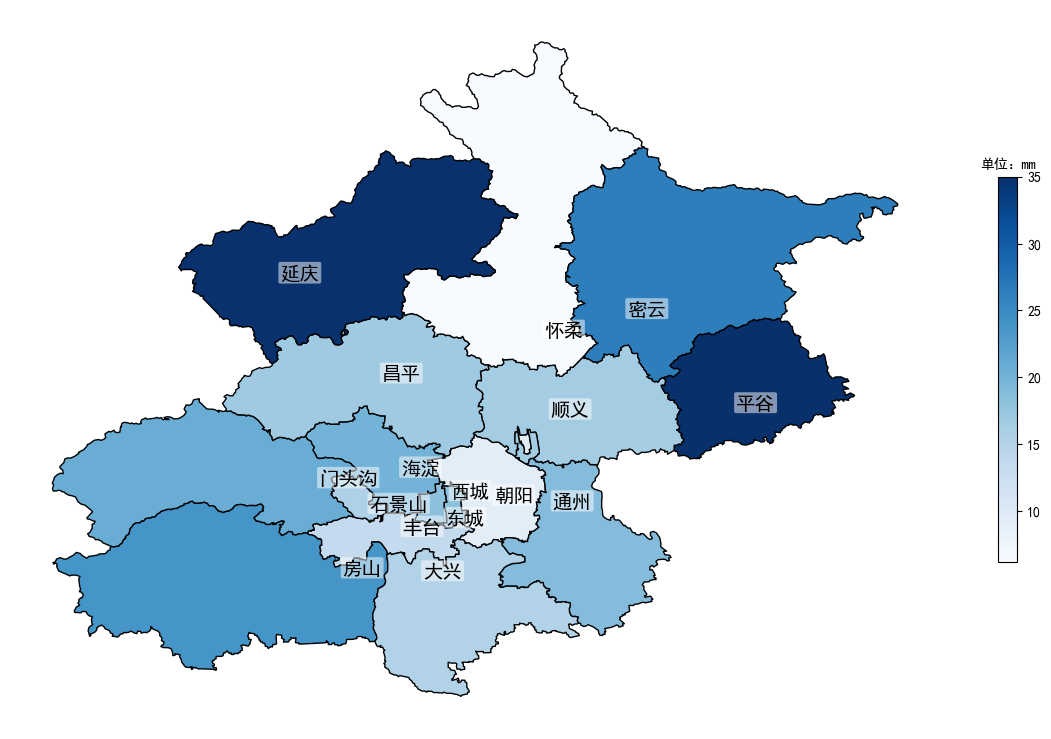 单位：mm
35
30
延庆
密云
怀柔
25
昌平
平谷
顺义
20
海淀
门头沟
西城
朝阳
通州
石景山
东城
丰台
15
房山
大兴
10